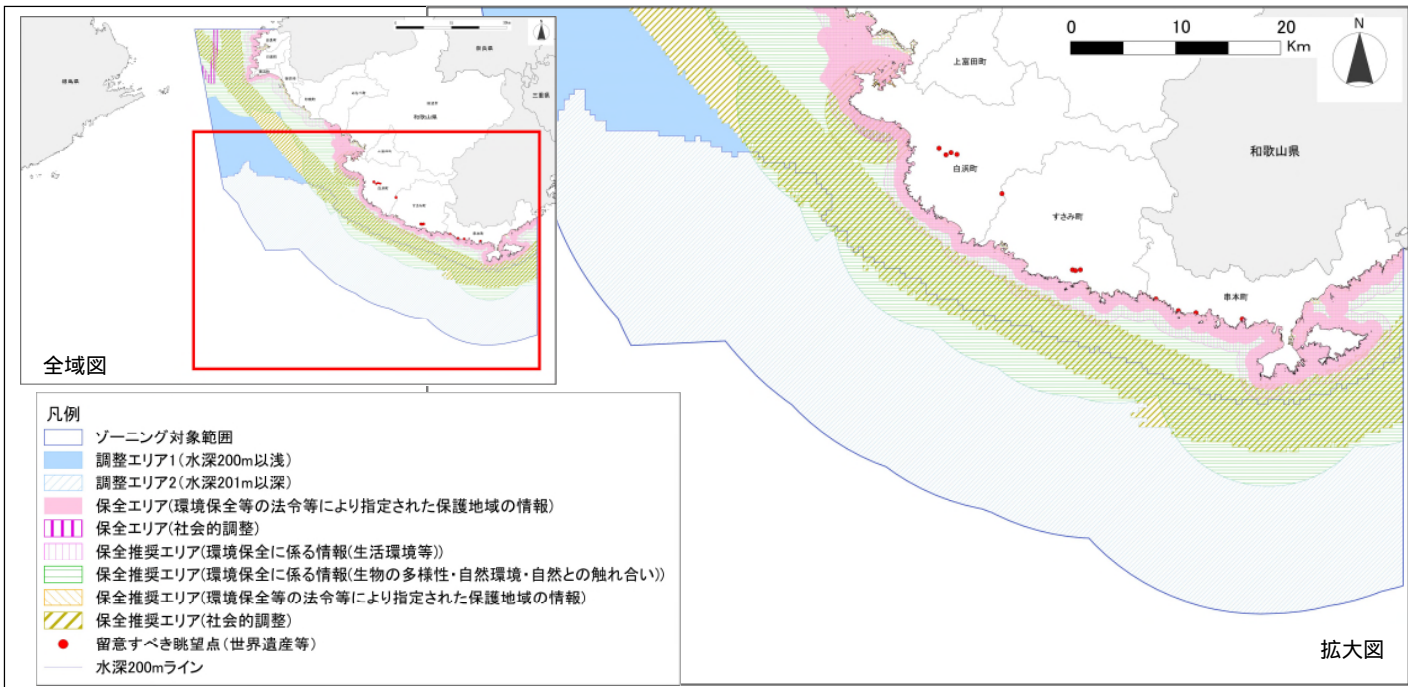 徳島県
奈良県
三重県
和歌山県
白浜町
すさみ町
全域図
0 10 20
Km
N
上富田町
和歌山県
白浜町
すさみ町
串本町
拡大図
凡例
ゾーニング対象範囲
調整エリア1(水深200m以浅)
調整エリア2(水深201m以深)
保全エリア(環境保全等の法令等により指定された保護地域の情報)
保全エリア(社会的調整)
保全推奨エリア(環境保全に係る情報(生活環境等))
保全推奨エリア(環境保全に係る情報(生物の多様性・自然環境・自然との触れ合い))
保全推奨エリア(環境保全等の法令等により指定された保護地域の情報)
保全推奨エリア(社会的調整)
留意すべき眺望点(世界遺産等)
水深200mライン